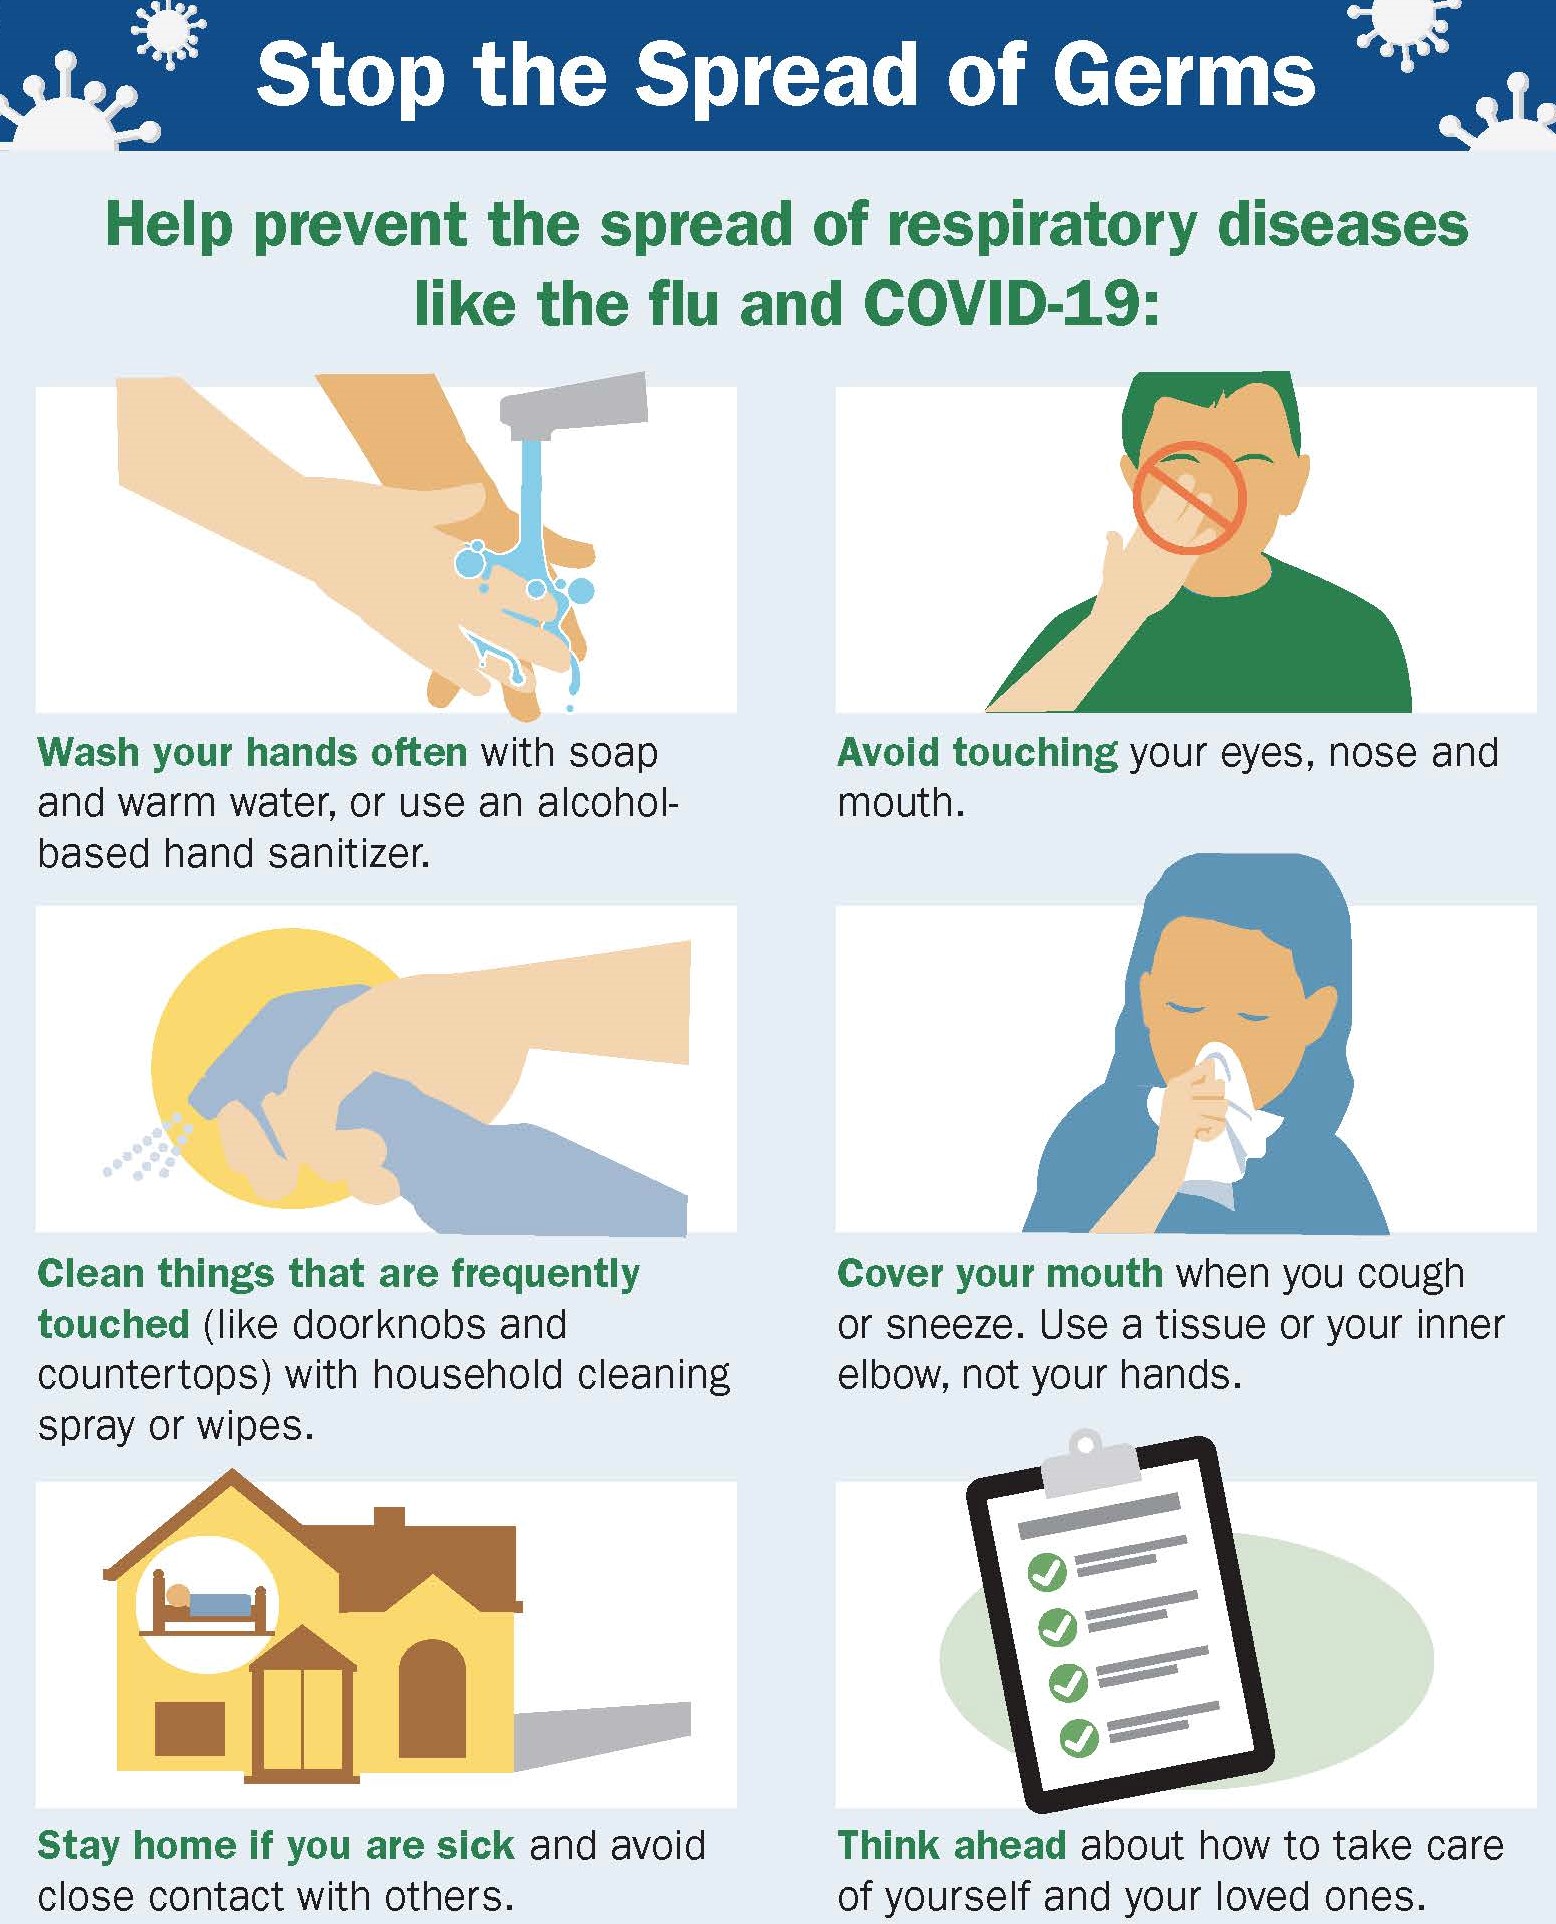 Stop the Spread of Germs
Help prevent the spread of respiratory diseases
like the flu and COVID-19:
Wash your hands often with soap
and warm water, or use an alcohol-
based hand sanitizer.
Avoid touching your eyes, nose and
mouth.
Clean things that are frequently
touched (like doorknobs and
countertops) with household cleaning
spray or wipes.
Cover your mouth when you cough
or sneeze. Use a tissue or your inner
elbow, not your hands.
Stay home if you are sick and avoid
close contact with others.
Think ahead about how to take care
of yourself and your loved ones.